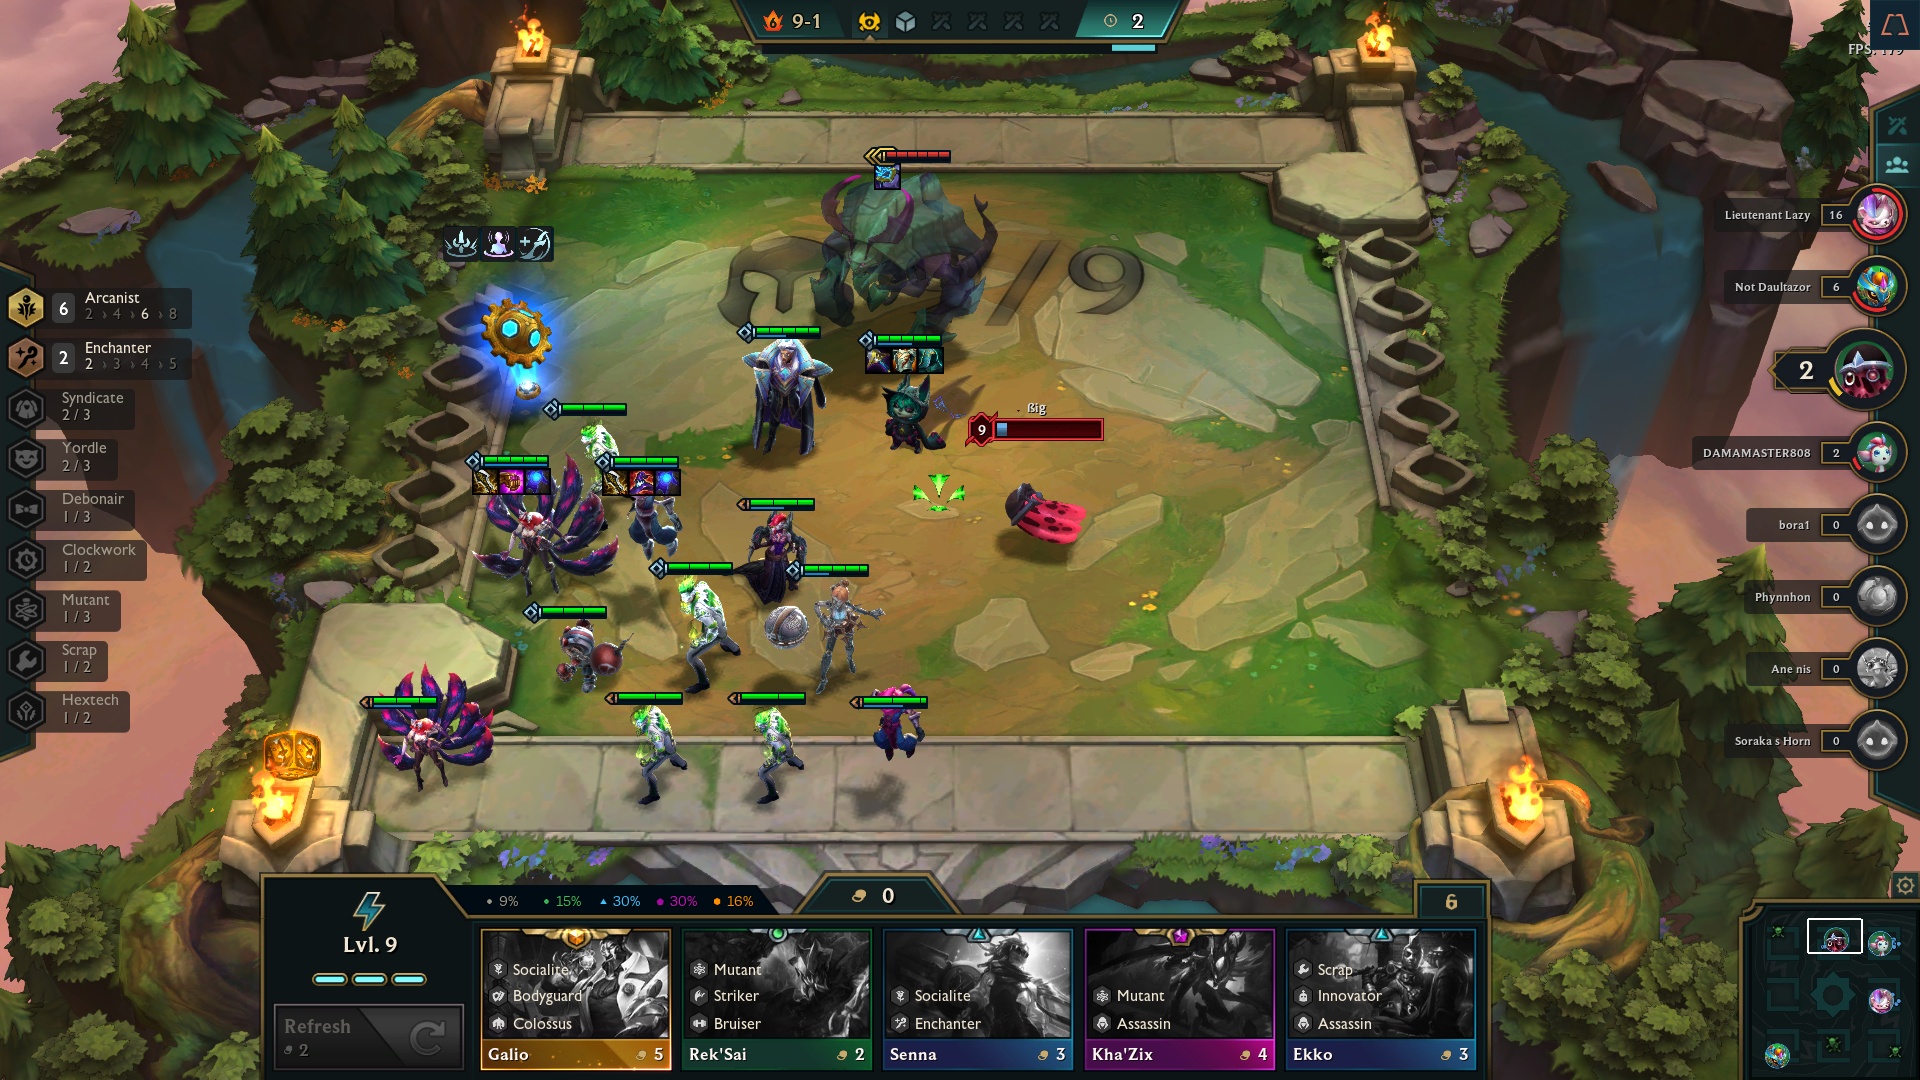 9-1
2
FPS: 179
/9
Lieutenant Lazy 16
Not Daultazor 6
2
DAMAMASTER808 2
bora1 0
Phynnhon 0
Ane nis 0
Soraka s Horn 0
6 Arcanist
2 › 4 › 6 › 8
2 Enchanter
2 › 3 › 4 › 5
Syndicate
2 / 3
Yordle
2 / 3
Debonair
1 / 3
Clockwork
1 / 2
Mutant
1 / 3
Scrap
1 / 2
Hextech
1 / 2
9
Lvl. 9
9% 15% 30% 30% 16%
0
6
Refresh
2
Socialite
Bodyguard
Colossus
Galio 5
Mutant
Striker
Bruiser
Rek'Sai 2
Socialite
Enchanter
Senna 3
Mutant
Assassin
Kha'Zix 4
Scrap
Innovator
Assassin
Ekko 3